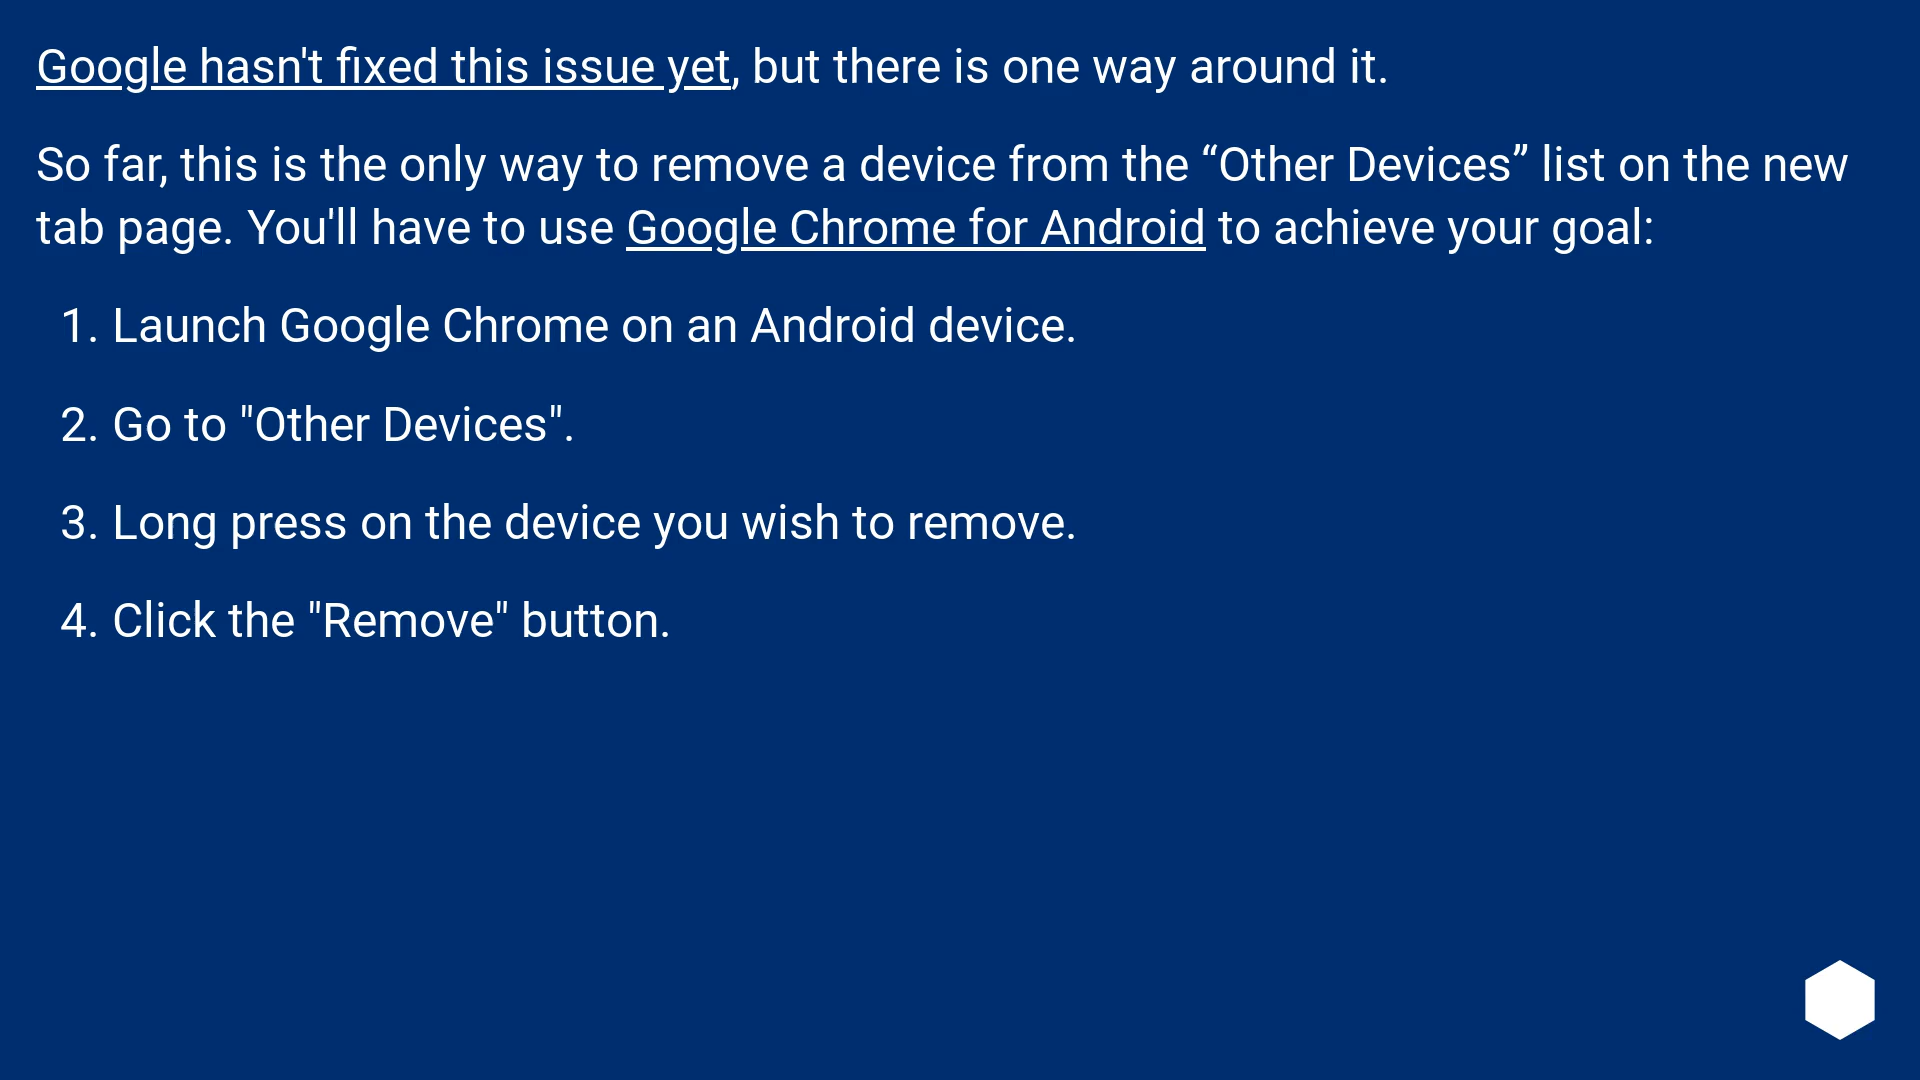 Google hasn't fixed this issue yet, but there is one way around it.
So far, this is the only way to remove a device from the “Other Devices” list on the new
tab page. You'll have to use Google Chrome for Android to achieve your goal:
1. Launch Google Chrome on an Android device.
2. Go to "Other Devices".
3. Long press on the device you wish to remove.
4. Click the "Remove" button.